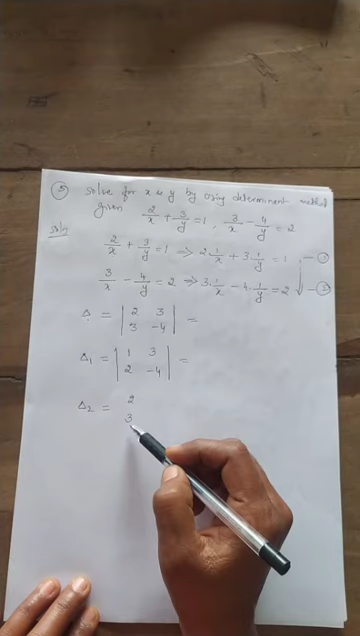 ⑤ Solve for x & y by using determinant method
given 2/x + 3/y = 1 , 3/x - 4/y = 2
Soln
2/x + 3/y = 1 ⇒ 2·1/x + 3·1/y = 1 — ①
3/x - 4/y = 2 ⇒ 3·1/x - 4·1/y = 2 — ②
Δ = | 2 3 | =
| 3 -4 |
Δ1 = | 1 3 | =
| 2 -4 |
Δ2 = 2
3